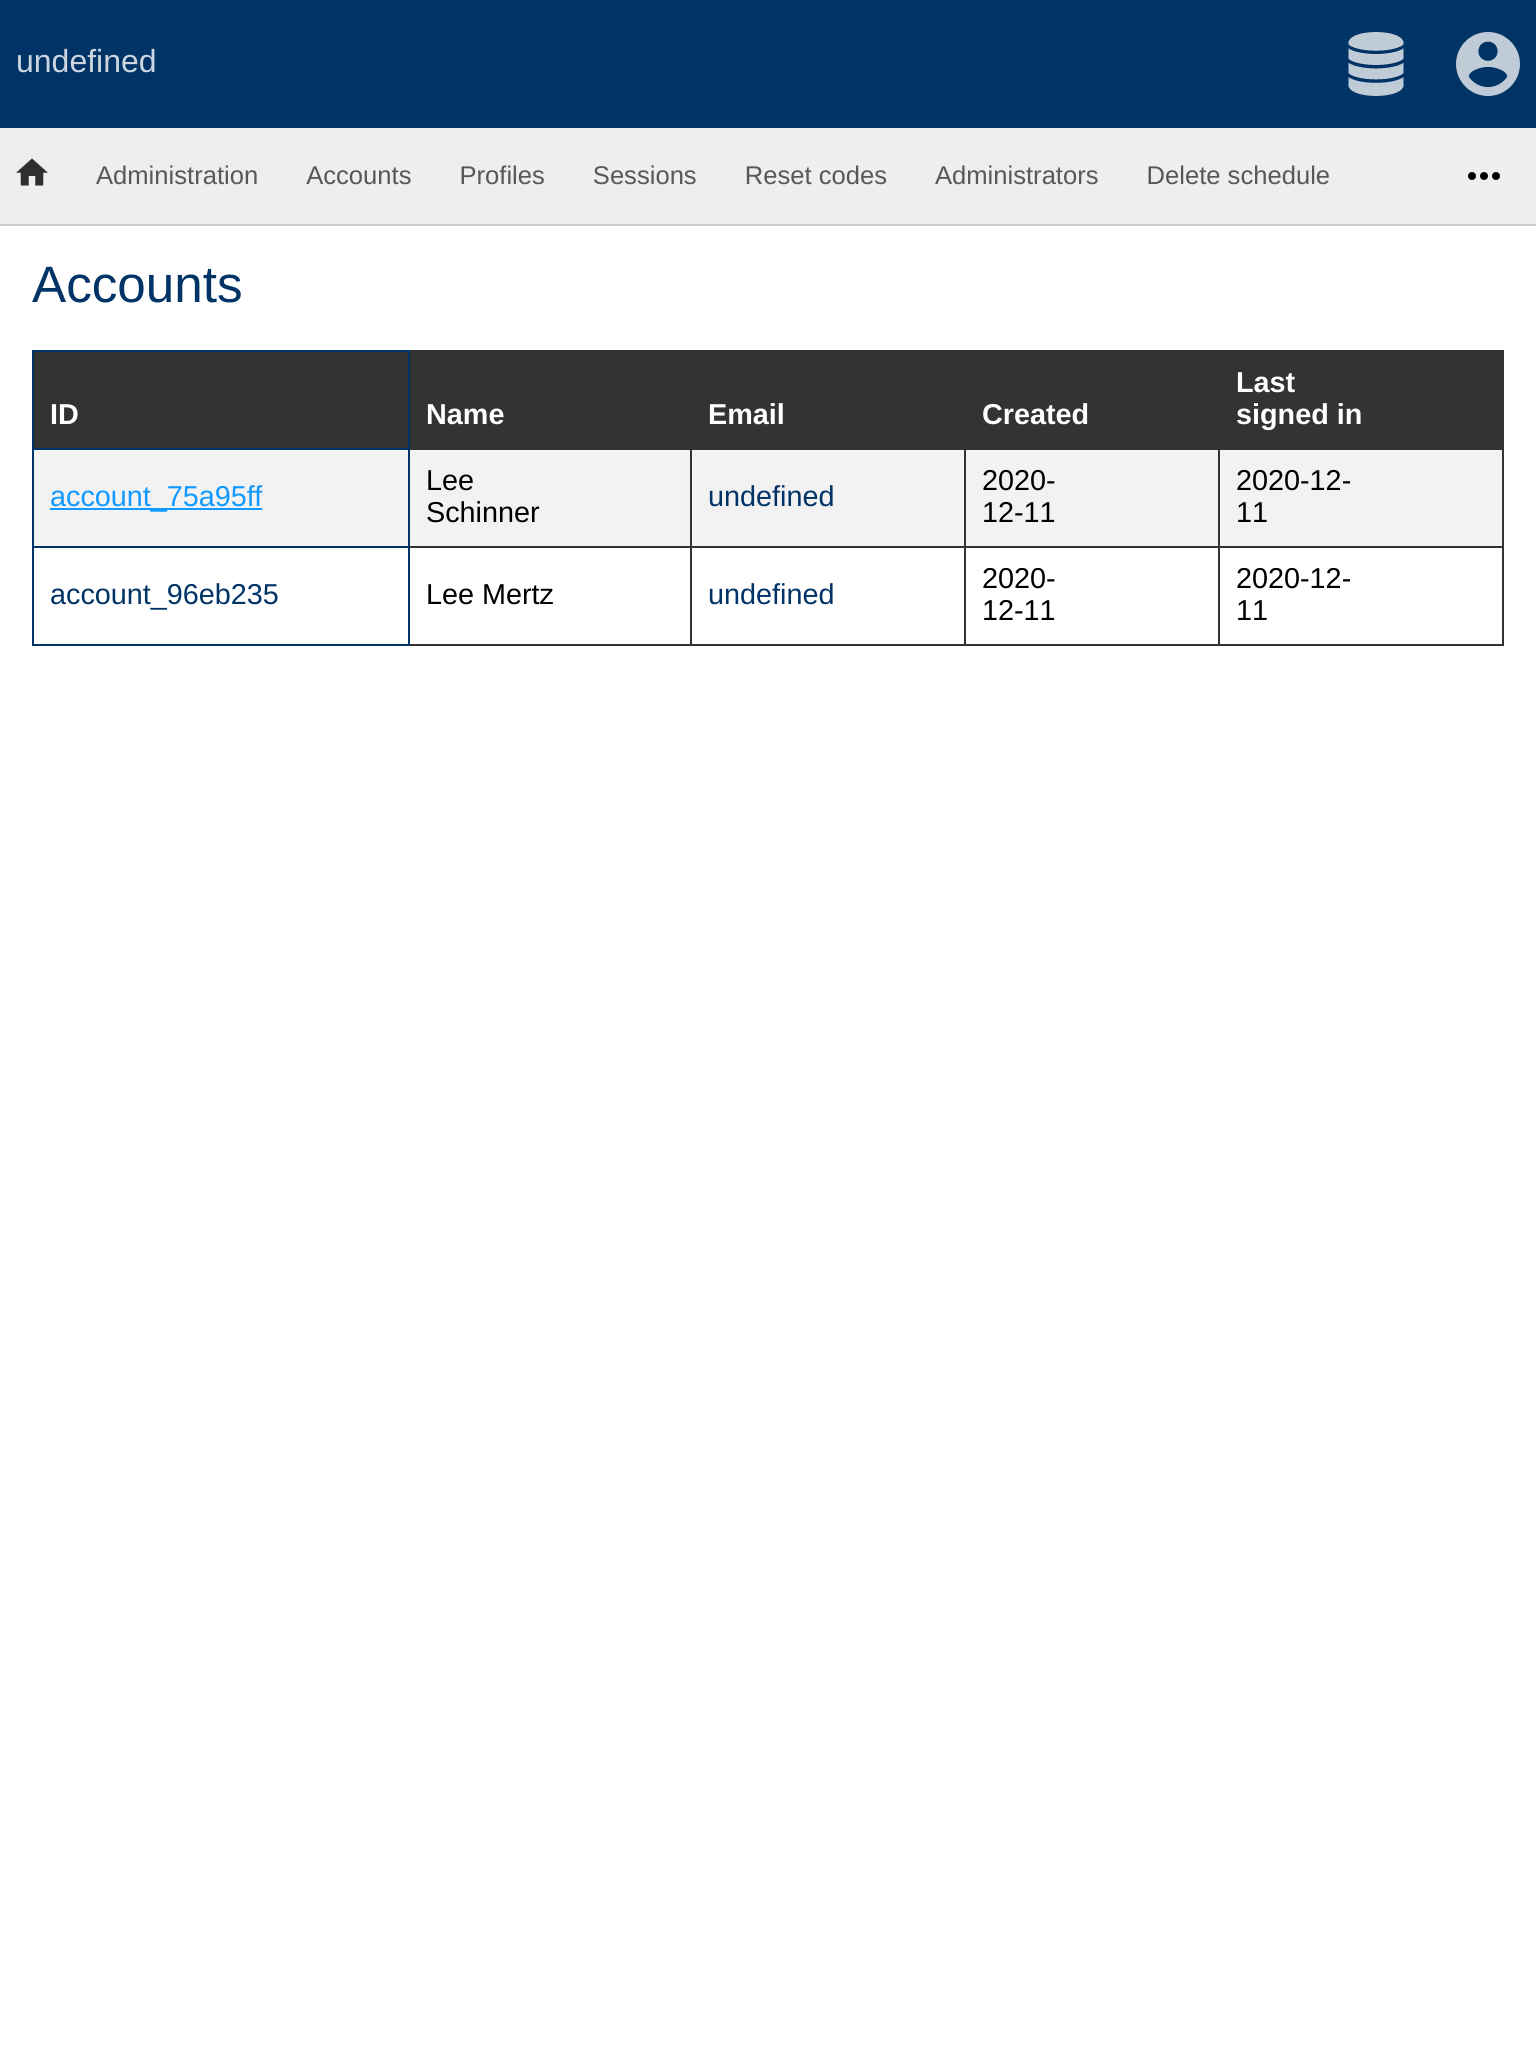 undefined
Administration Accounts Profiles Sessions Reset codes Administrators Delete schedule
Accounts
ID Name Email Created Last signed in
account_75a95ff Lee Schinner undefined 2020-12-11 2020-12-11
account_96eb235 Lee Mertz undefined 2020-12-11 2020-12-11